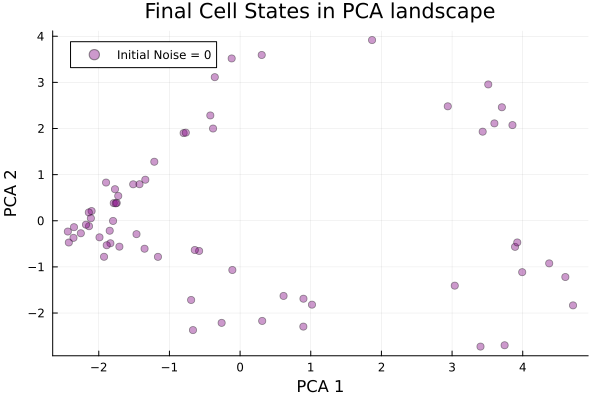 Final Cell States in PCA landscape
Initial Noise = 0
PCA 2
4
3
2
1
0
−1
−2
−2 −1 0 1 2 3 4
PCA 1